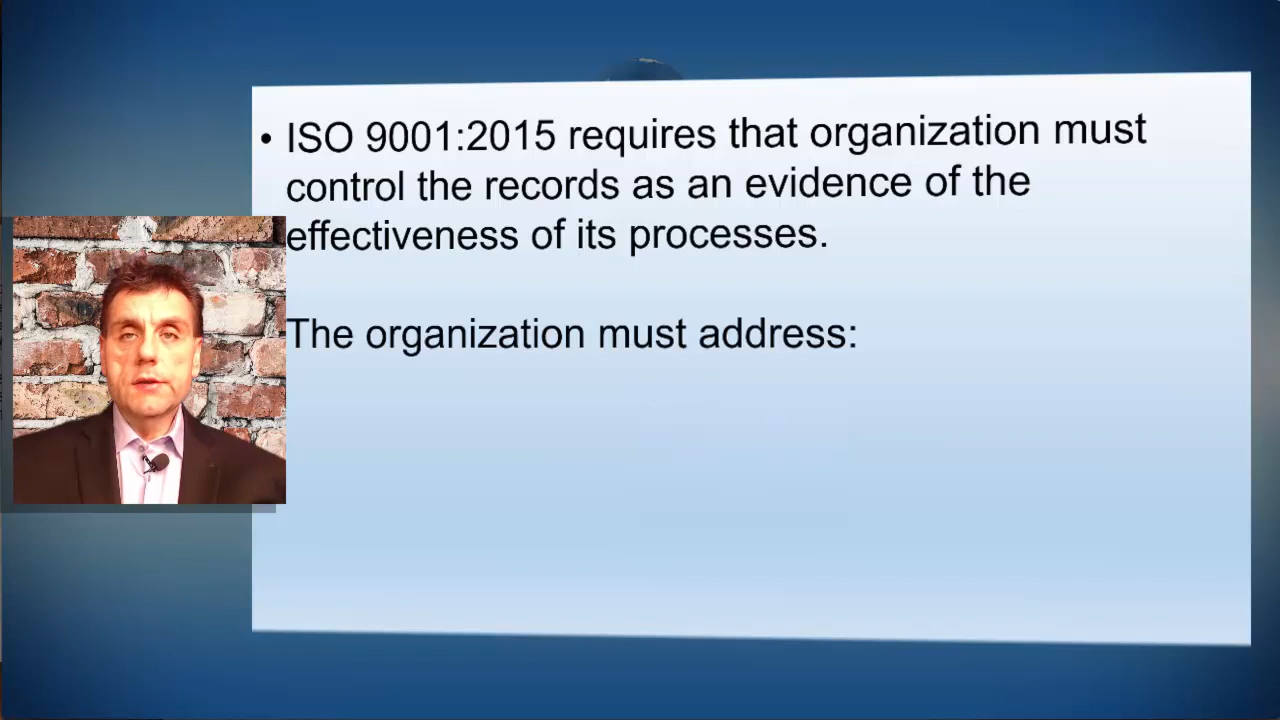 • ISO 9001:2015 requires that organization must
control the records as an evidence of the
effectiveness of its processes.
The organization must address: